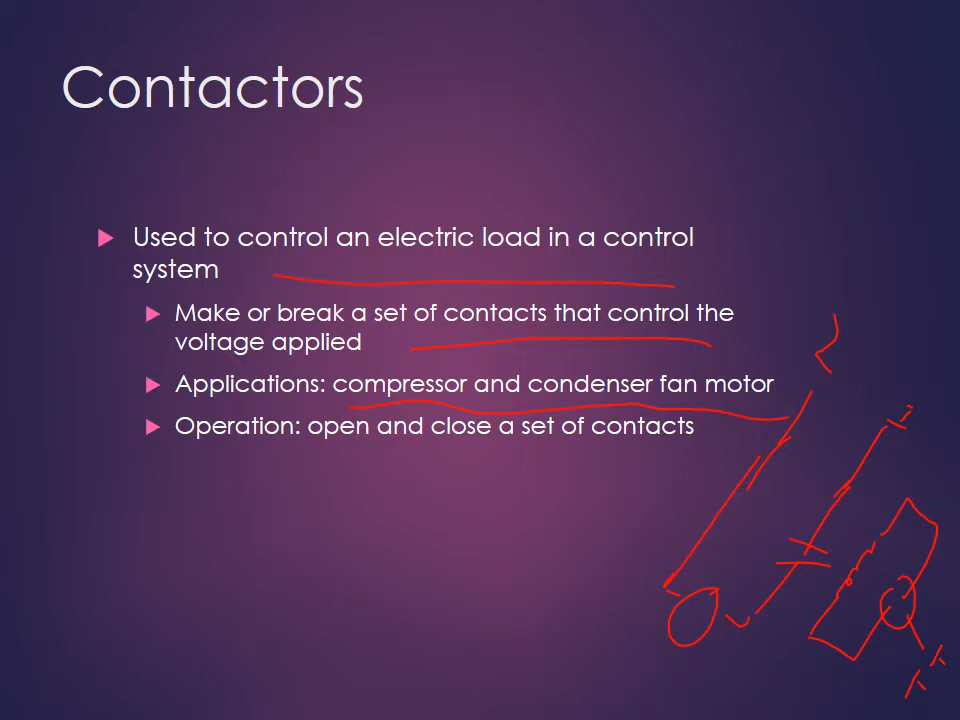 Contactors
Used to control an electric load in a control
system
Make or break a set of contacts that control the
voltage applied
Applications: compressor and condenser fan motor
Operation: open and close a set of contacts